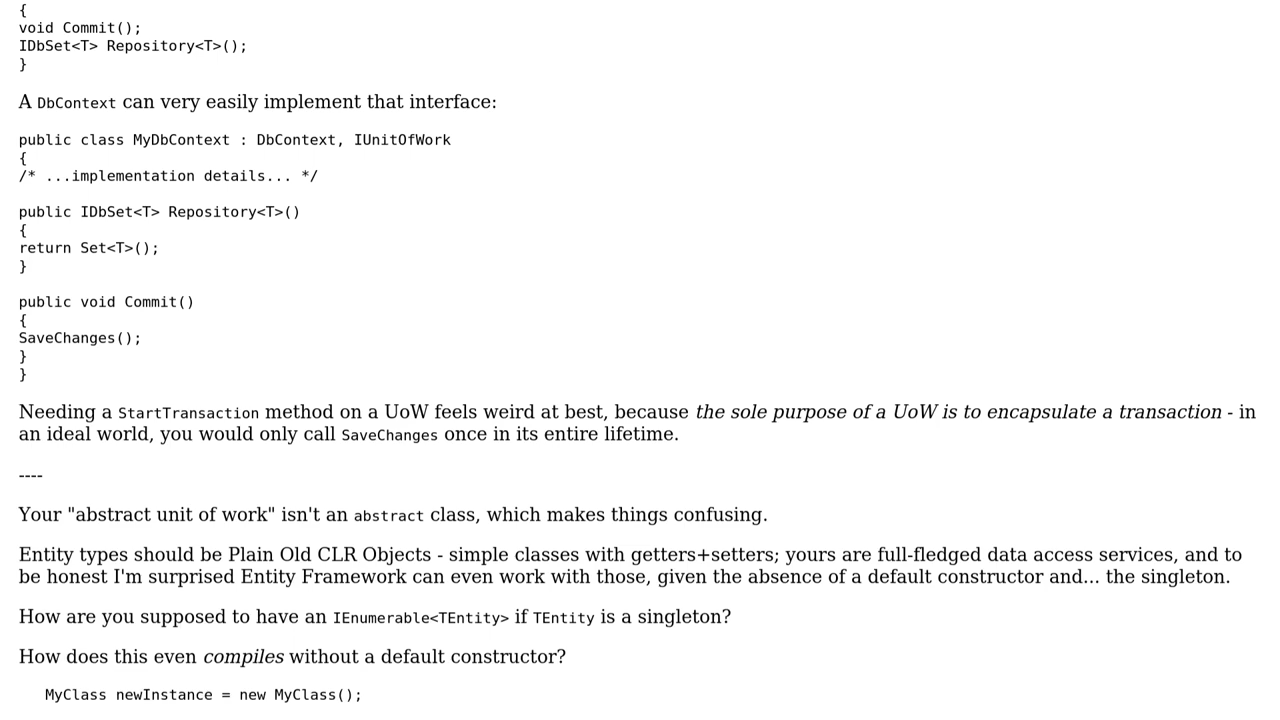 {
void Commit();
IDbSet<T> Repository<T>();
}
A DbContext can very easily implement that interface:
public class MyDbContext : DbContext, IUnitOfWork
{
/* ...implementation details... */
public IDbSet<T> Repository<T>()
{
return Set<T>();
}
public void Commit()
{
SaveChanges();
}
}
Needing a StartTransaction method on a UoW feels weird at best, because the sole purpose of a UoW is to encapsulate a transaction - in
an ideal world, you would only call SaveChanges once in its entire lifetime.
----
Your "abstract unit of work" isn't an abstract class, which makes things confusing.
Entity types should be Plain Old CLR Objects - simple classes with getters+setters; yours are full-fledged data access services, and to
be honest I'm surprised Entity Framework can even work with those, given the absence of a default constructor and... the singleton.
How are you supposed to have an IEnumerable<TEntity> if TEntity is a singleton?
How does this even compiles without a default constructor?
MyClass newInstance = new MyClass();